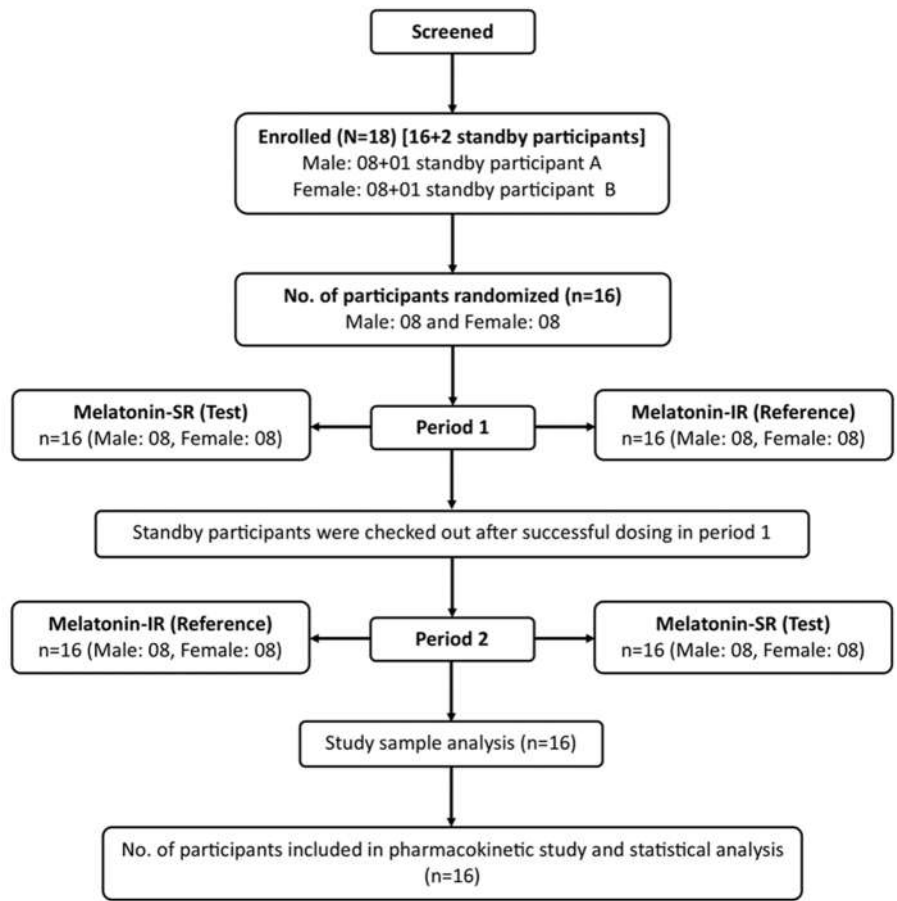 Screened
Enrolled (N=18) [16+2 standby participants]
Male: 08+01 standby participant A
Female: 08+01 standby participant B
No. of participants randomized (n=16)
Male: 08 and Female: 08
Melatonin-SR (Test)
n=16 (Male: 08, Female: 08)
Period 1
Melatonin-IR (Reference)
n=16 (Male: 08, Female: 08)
Standby participants were checked out after successful dosing in period 1
Melatonin-IR (Reference)
n=16 (Male: 08, Female: 08)
Period 2
Melatonin-SR (Test)
n=16 (Male: 08, Female: 08)
Study sample analysis (n=16)
No. of participants included in pharmacokinetic study and statistical analysis
(n=16)